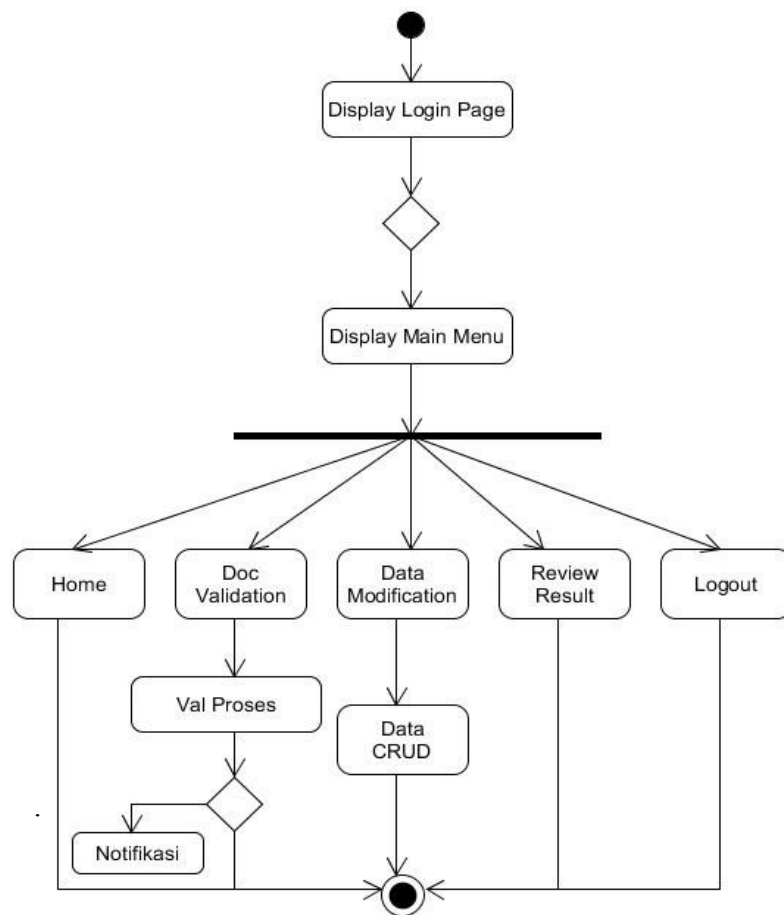 Display Login Page
Display Main Menu
Home
Doc
Validation
Data
Modification
Review
Result
Logout
Val Proses
Data
CRUD
Notifikasi